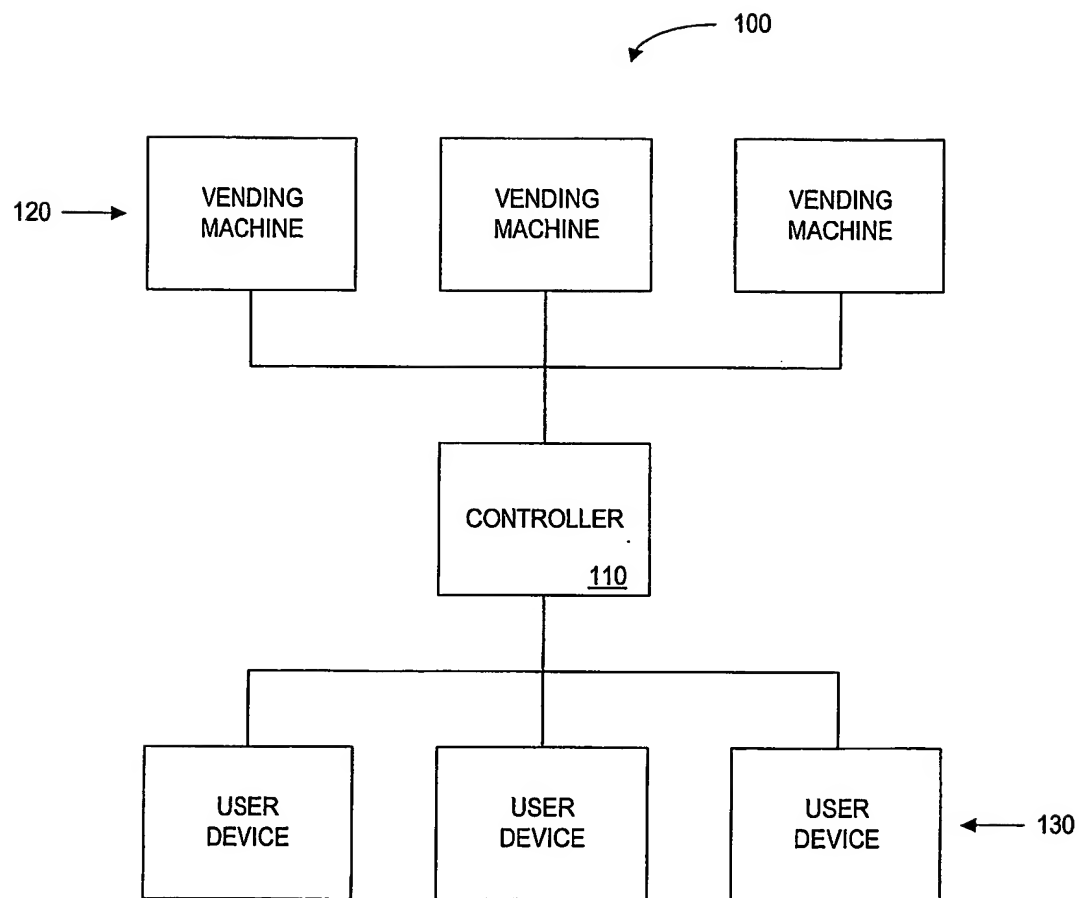 100
120
VENDING
MACHINE
VENDING
MACHINE
VENDING
MACHINE
CONTROLLER
110
USER
DEVICE
USER
DEVICE
USER
DEVICE
130